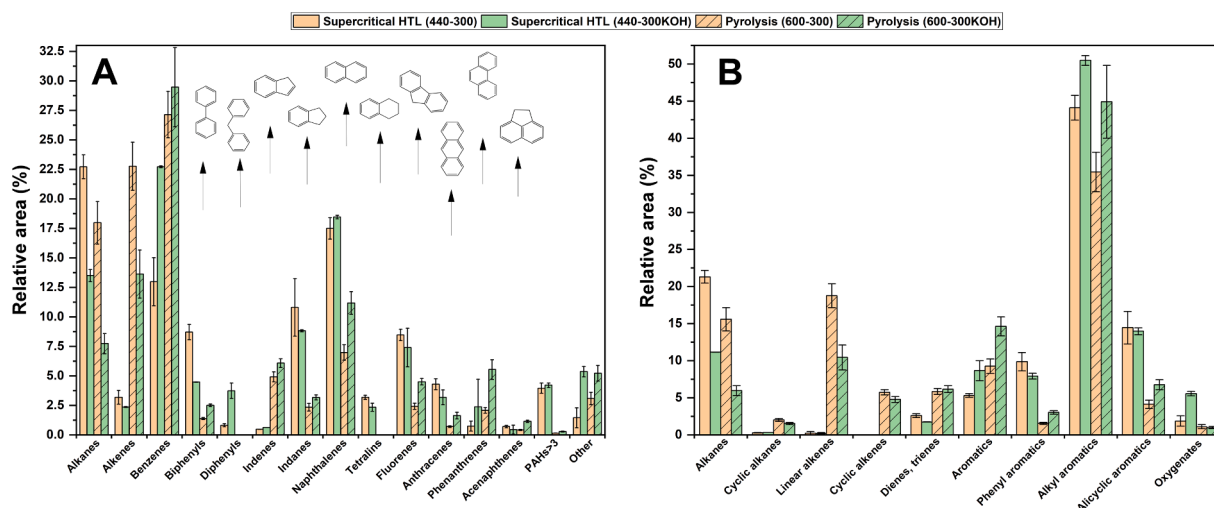 Supercritical HTL (440-300) Supercritical HTL (440-300KOH) Pyrolysis (600-300) Pyrolysis (600-300KOH)
A
Relative area (%)
32.5
30.0
27.5
25.0
22.5
20.0
17.5
15.0
12.5
10.0
7.5
5.0
2.5
0.0
Alkanes
Alkenes
Benzenes
Biphenyls
Diphenyls
Indenes
Indanes
Naphthalenes
Tetralins
Fluorenes
Anthracenes
Phenanthrenes
Acenaphthenes
PAHs>3
Other
B
Relative area (%)
50
45
40
35
30
25
20
15
10
5
0
Alkanes
Cyclic alkanes
Linear alkenes
Cyclic alkenes
Dienes, trienes
Aromatics
Phenyl aromatics
Alkyl aromatics
Alicyclic aromatics
Oxygenates